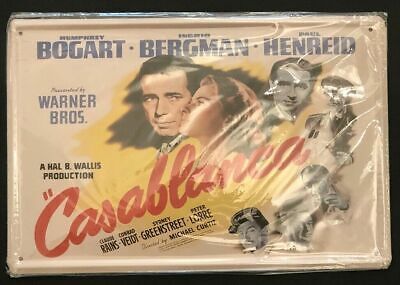 HUMPHREY INGRID PAUL
BOGART · BERGMAN · HENREID
Presented by
WARNER
BROS.
A HAL B. WALLIS
PRODUCTION
"Casablanca"
CLAUDE CONRAD SYDNEY PETER
RAINS · VEIDT · GREENSTREET · LORRE
Directed by MICHAEL CURTIZ